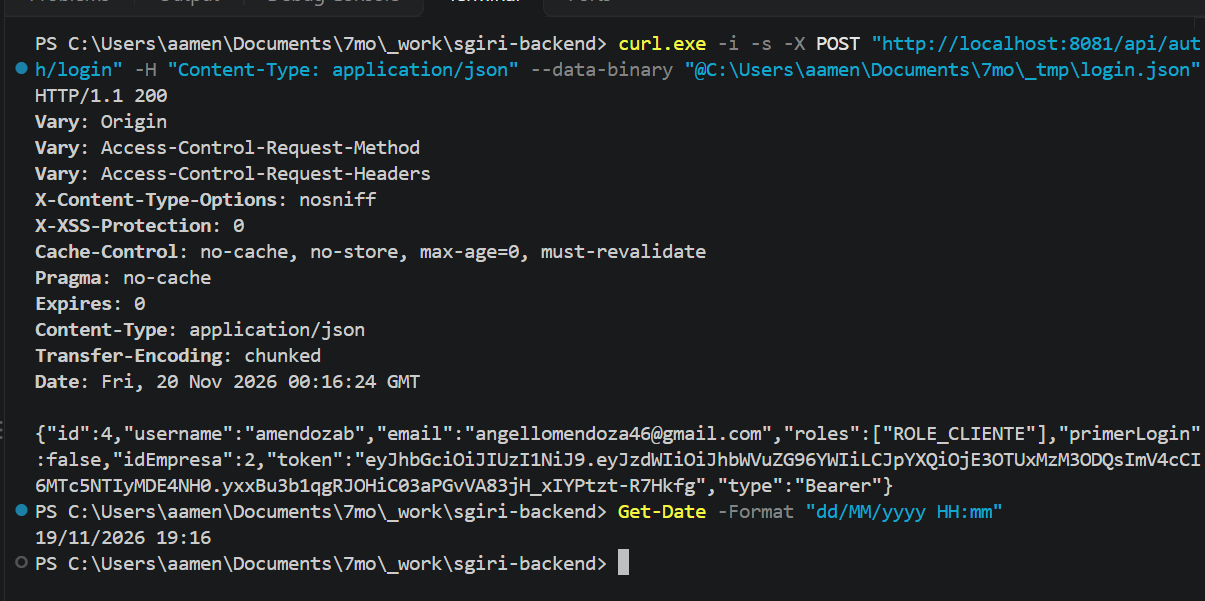 Problems Output Debug Console Terminal Ports
PS C:\Users\aamen\Documents\7mo\_work\sgiri-backend> curl.exe -i -s -X POST "http://localhost:8081/api/aut
h/login" -H "Content-Type: application/json" --data-binary "@C:\Users\aamen\Documents\7mo\_tmp\login.json"
HTTP/1.1 200
Vary: Origin
Vary: Access-Control-Request-Method
Vary: Access-Control-Request-Headers
X-Content-Type-Options: nosniff
X-XSS-Protection: 0
Cache-Control: no-cache, no-store, max-age=0, must-revalidate
Pragma: no-cache
Expires: 0
Content-Type: application/json
Transfer-Encoding: chunked
Date: Fri, 20 Nov 2026 00:16:24 GMT
{"id":4,"username":"amendozab","email":"angellomendoza46@gmail.com","roles":["ROLE_CLIENTE"],"primerLogin"
:false,"idEmpresa":2,"token":"eyJhbGciOiJIUzI1NiJ9.eyJzdWIiOiJhbWVuZG96YWIiLCJpYXQiOjE3OTUxMzM3ODQsImV4cCI
6MTc5NTIyMDE4NH0.yxxBu3b1qgRJOHiC03aPGvVA83jH_xIYPtzt-R7Hkfg","type":"Bearer"}
PS C:\Users\aamen\Documents\7mo\_work\sgiri-backend> Get-Date -Format "dd/MM/yyyy HH:mm"
19/11/2026 19:16
PS C:\Users\aamen\Documents\7mo\_work\sgiri-backend>